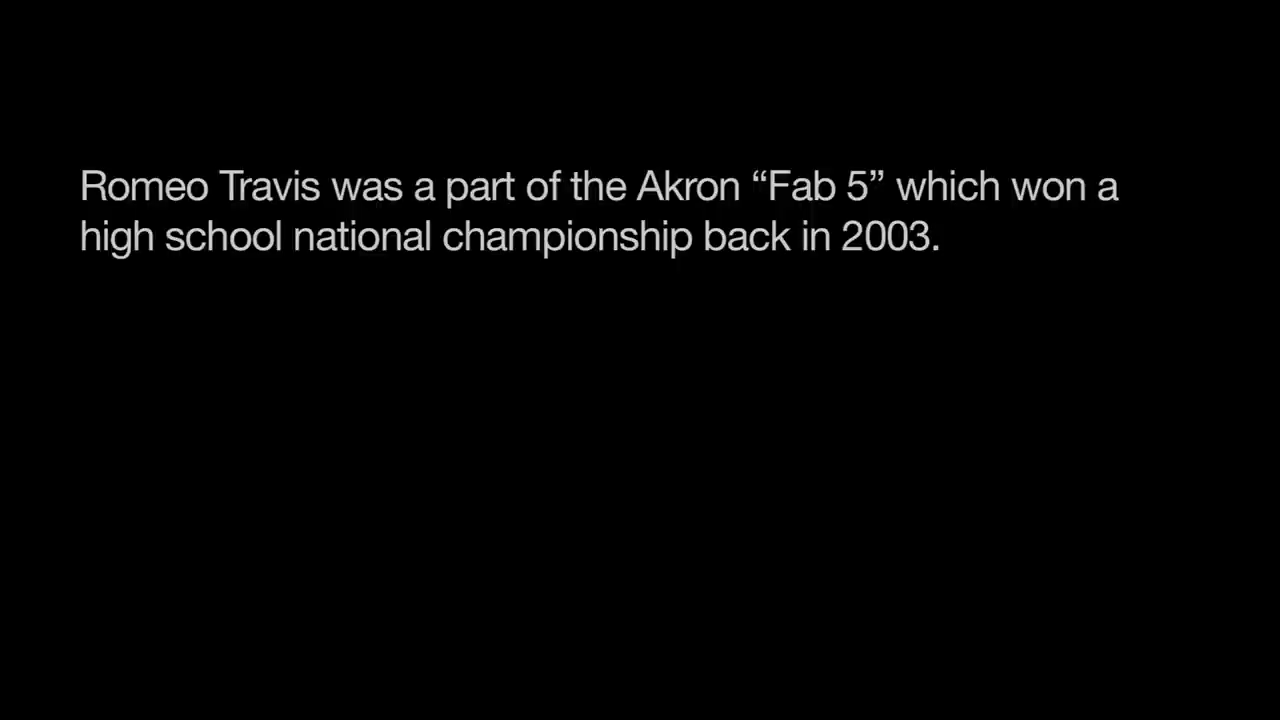 Romeo Travis was a part of the Akron “Fab 5” which won a
high school national championship back in 2003.